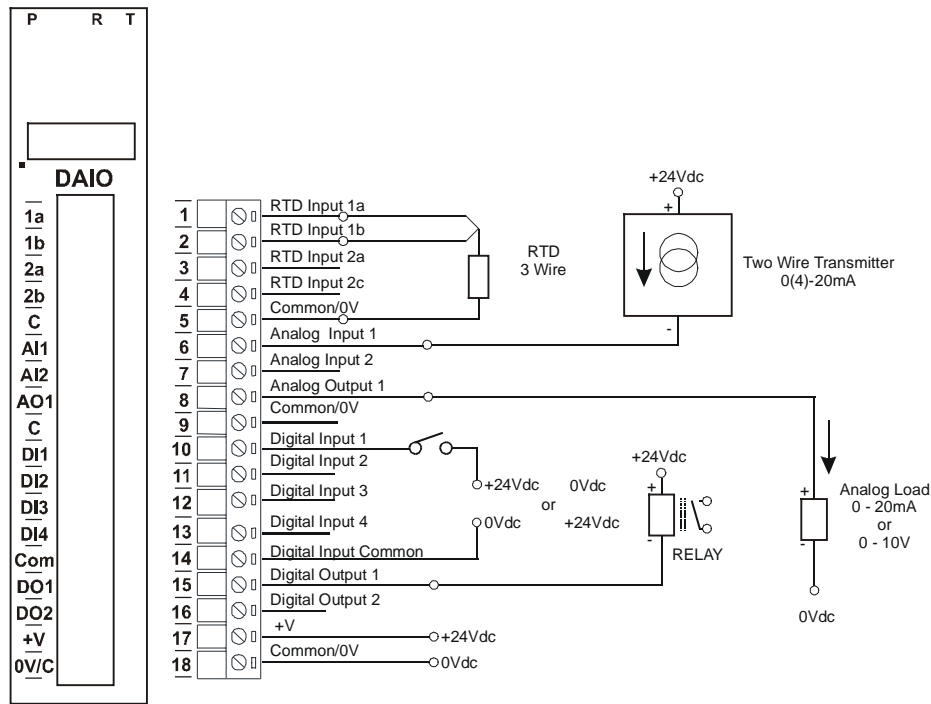 P R T
DAIO
1a
1b
2a
2b
C
AI1
AI2
AO1
C
DI1
DI2
DI3
DI4
Com
DO1
DO2
+V
0V/C
1 RTD Input 1a
2 RTD Input 1b
3 RTD Input 2a
4 RTD Input 2c
5 Common/0V
6 Analog Input 1
7 Analog Input 2
8 Analog Output 1
9 Common/0V
10 Digital Input 1
11 Digital Input 2
12 Digital Input 3
13 Digital Input 4
14 Digital Input Common
15 Digital Output 1
16 Digital Output 2
17 +V
18 Common/0V
RTD
3 Wire
+24Vdc
+
-
Two Wire Transmitter
0(4)-20mA
+24Vdc 0Vdc
or
0Vdc +24Vdc
+24Vdc
+
-
RELAY
+
-
Analog Load
0 - 20mA
or
0 - 10V
0Vdc
+24Vdc
0Vdc